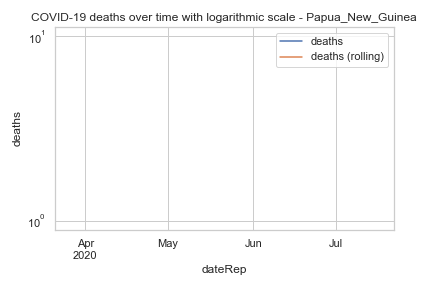 COVID-19 deaths over time with logarithmic scale - Papua_New_Guinea
deaths
deaths (rolling)
10¹
deaths
10⁰
Apr
2020
May
Jun
Jul
dateRep